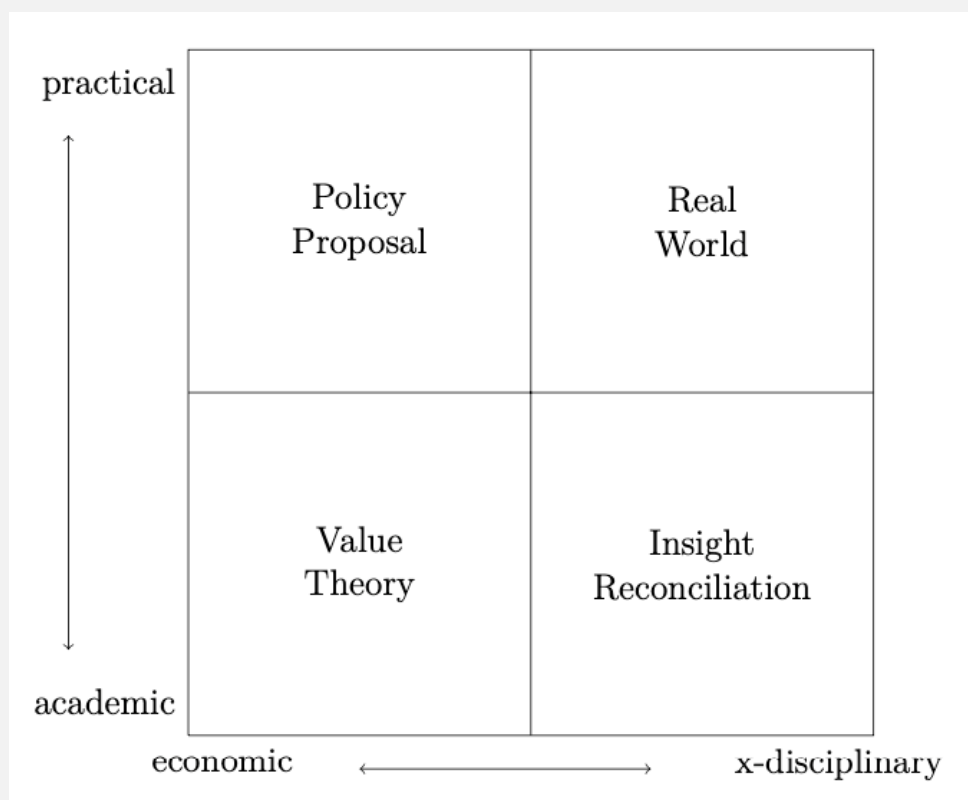 practical
Policy
Proposal
Real
World
Value
Theory
Insight
Reconciliation
academic
economic
x-disciplinary